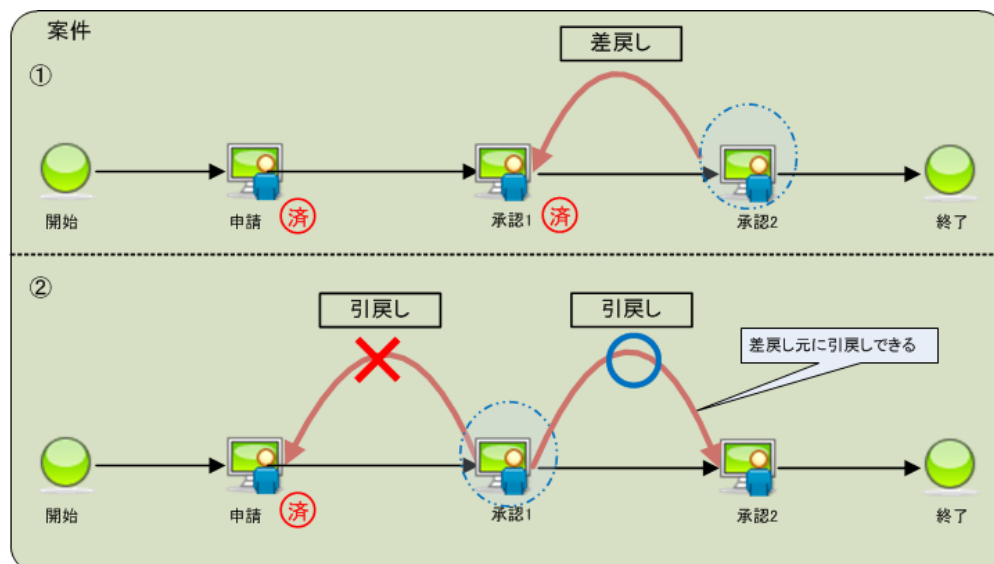 案件
①
差戻し
開始
申請
済
承認1
済
承認2
終了
②
引戻し
引戻し
差戻し元に引戻しできる
開始
申請
済
承認1
承認2
終了